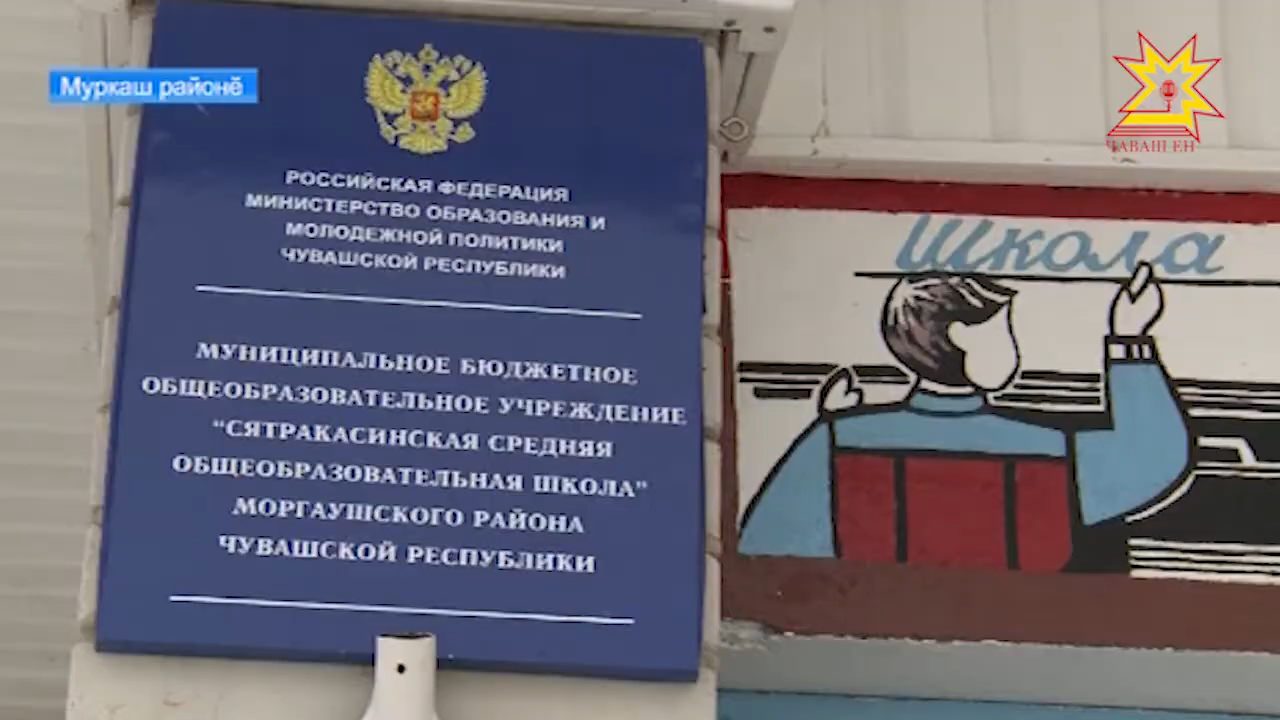 Муркаш районӗ
ЧАВАШ ЕН
РОССИЙСКАЯ ФЕДЕРАЦИЯ
МИНИСТЕРСТВО ОБРАЗОВАНИЯ И
МОЛОДЕЖНОЙ ПОЛИТИКИ
ЧУВАШСКОЙ РЕСПУБЛИКИ
МУНИЦИПАЛЬНОЕ БЮДЖЕТНОЕ
ОБЩЕОБРАЗОВАТЕЛЬНОЕ УЧРЕЖДЕНИЕ
"СЯТРАКАСИНСКАЯ СРЕДНЯЯ
ОБЩЕОБРАЗОВАТЕЛЬНАЯ ШКОЛА"
МОРГАУШСКОГО РАЙОНА
ЧУВАШСКОЙ РЕСПУБЛИКИ
Школа